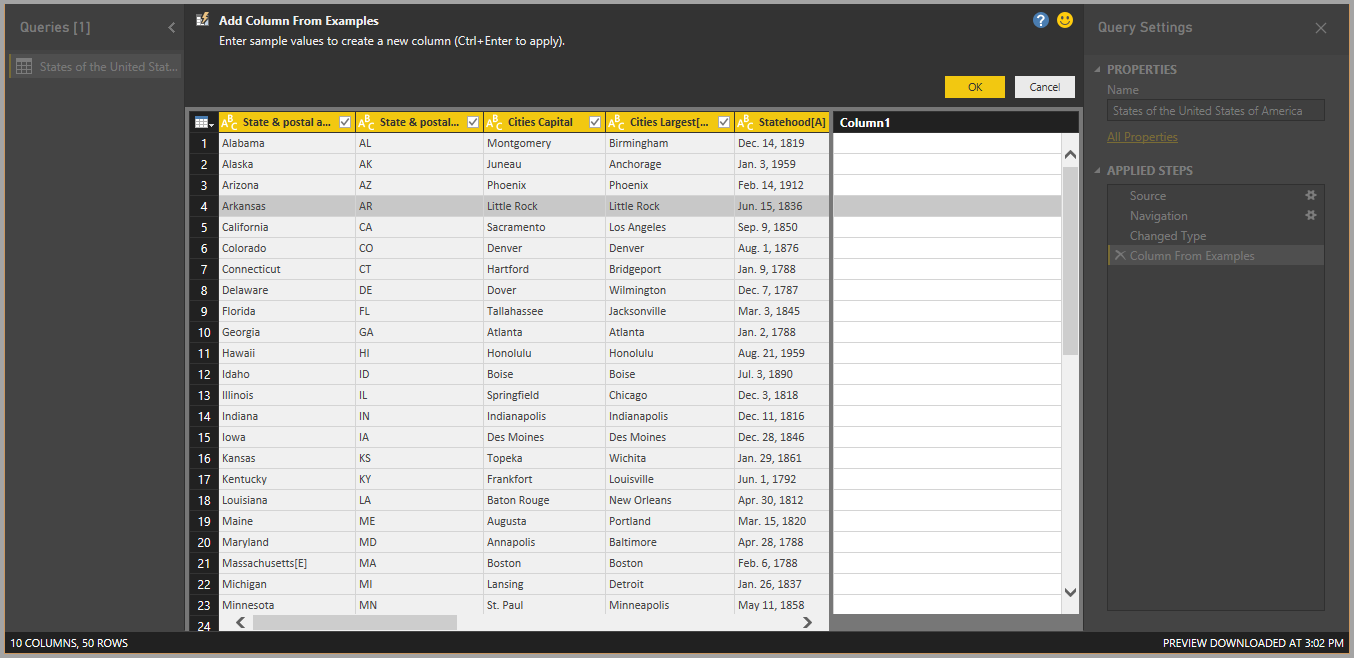 Queries [1]
States of the United Stat...
Add Column From Examples
Enter sample values to create a new column (Ctrl+Enter to apply).
?
OK Cancel
State & postal a... State & postal... Cities Capital Cities Largest[... Statehood[A] Column1
1 Alabama AL Montgomery Birmingham Dec. 14, 1819
2 Alaska AK Juneau Anchorage Jan. 3, 1959
3 Arizona AZ Phoenix Phoenix Feb. 14, 1912
4 Arkansas AR Little Rock Little Rock Jun. 15, 1836
5 California CA Sacramento Los Angeles Sep. 9, 1850
6 Colorado CO Denver Denver Aug. 1, 1876
7 Connecticut CT Hartford Bridgeport Jan. 9, 1788
8 Delaware DE Dover Wilmington Dec. 7, 1787
9 Florida FL Tallahassee Jacksonville Mar. 3, 1845
10 Georgia GA Atlanta Atlanta Jan. 2, 1788
11 Hawaii HI Honolulu Honolulu Aug. 21, 1959
12 Idaho ID Boise Boise Jul. 3, 1890
13 Illinois IL Springfield Chicago Dec. 3, 1818
14 Indiana IN Indianapolis Indianapolis Dec. 11, 1816
15 Iowa IA Des Moines Des Moines Dec. 28, 1846
16 Kansas KS Topeka Wichita Jan. 29, 1861
17 Kentucky KY Frankfort Louisville Jun. 1, 1792
18 Louisiana LA Baton Rouge New Orleans Apr. 30, 1812
19 Maine ME Augusta Portland Mar. 15, 1820
20 Maryland MD Annapolis Baltimore Apr. 28, 1788
21 Massachusetts[E] MA Boston Boston Feb. 6, 1788
22 Michigan MI Lansing Detroit Jan. 26, 1837
23 Minnesota MN St. Paul Minneapolis May 11, 1858
24
Query Settings
PROPERTIES
Name
States of the United States of America
All Properties
APPLIED STEPS
Source
Navigation
Changed Type
Column From Examples
10 COLUMNS, 50 ROWS
PREVIEW DOWNLOADED AT 3:02 PM